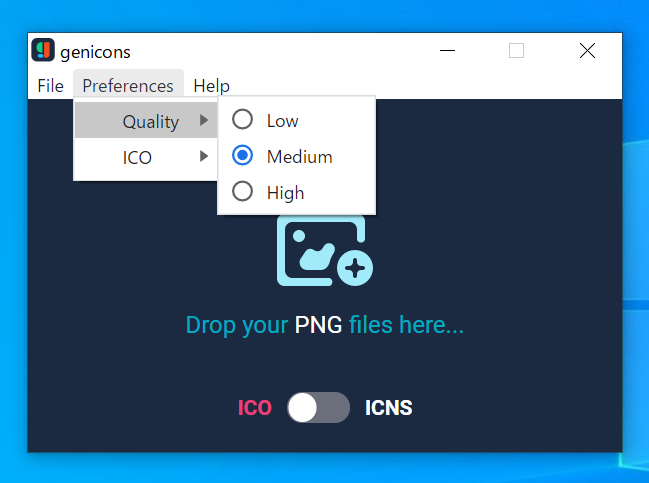 genicons
File Preferences Help
Quality
ICO
Low
Medium
High
Drop your PNG files here...
ICO ICNS